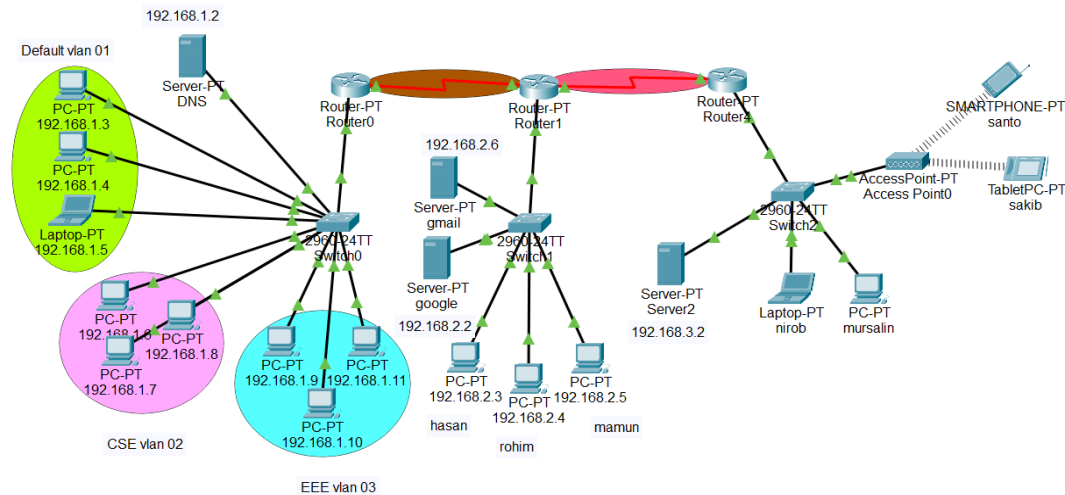 192.168.1.2
Default vlan 01
Server-PT
DNS
PC-PT
192.168.1.3
PC-PT
192.168.1.4
Laptop-PT
192.168.1.5
Router-PT
Router0
Router-PT
Router1
Router-PT
Router4
SMARTPHONE-PT
santo
AccessPoint-PT
Access Point0
TabletPC-PT
sakib
192.168.2.6
Server-PT
gmail
Server-PT
google
192.168.2.2
2960-24TT
Switch0
2960-24TT
Switch1
2960-24TT
Switch2
PC-PT
192.168.1.6
PC-PT
192.168.1.8
PC-PT
192.168.1.7
CSE vlan 02
PC-PT
192.168.1.9
PC-PT
192.168.1.11
PC-PT
192.168.1.10
EEE vlan 03
PC-PT
192.168.2.3
hasan
PC-PT
192.168.2.4
rohim
PC-PT
192.168.2.5
mamun
Server-PT
Server2
192.168.3.2
Laptop-PT
nirob
PC-PT
mursalin